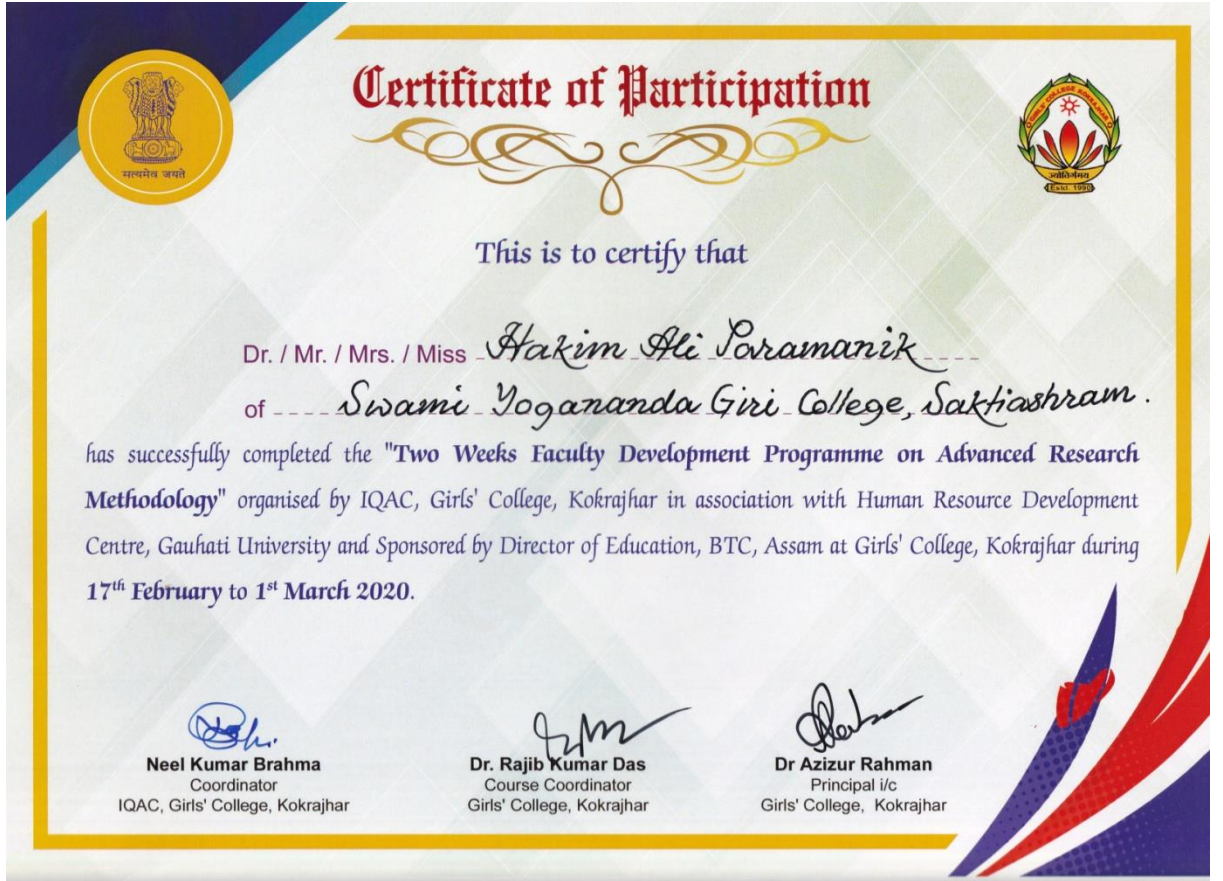 Certificate of Participation
सत्यमेव जयते
GIRLS' COLLEGE KOKRAJHAR
ज्योतिर्गमय
Estd. 1990
This is to certify that
Dr. / Mr. / Mrs. / Miss Hakim Ali Paramanik
of Swami Yogananda Giri College, Saktiashram.
has successfully completed the "Two Weeks Faculty Development Programme on Advanced Research
Methodology" organised by IQAC, Girls' College, Kokrajhar in association with Human Resource Development
Centre, Gauhati University and Sponsored by Director of Education, BTC, Assam at Girls' College, Kokrajhar during
17th February to 1st March 2020.
Neel Kumar Brahma
Coordinator
IQAC, Girls' College, Kokrajhar
Dr. Rajib Kumar Das
Course Coordinator
Girls' College, Kokrajhar
Dr Azizur Rahman
Principal i/c
Girls' College, Kokrajhar